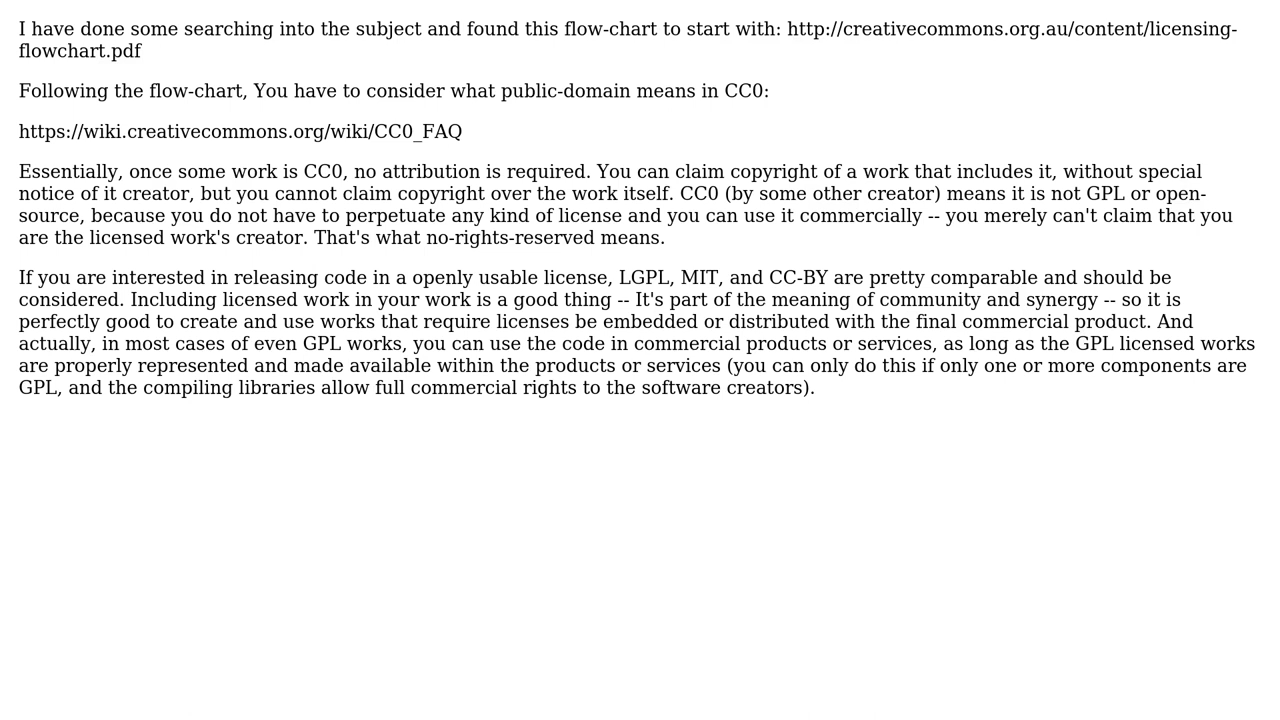 I have done some searching into the subject and found this flow-chart to start with: http://creativecommons.org.au/content/licensing-
flowchart.pdf
Following the flow-chart, You have to consider what public-domain means in CC0:
https://wiki.creativecommons.org/wiki/CC0_FAQ
Essentially, once some work is CC0, no attribution is required. You can claim copyright of a work that includes it, without special
notice of it creator, but you cannot claim copyright over the work itself. CC0 (by some other creator) means it is not GPL or open-
source, because you do not have to perpetuate any kind of license and you can use it commercially -- you merely can't claim that you
are the licensed work's creator. That's what no-rights-reserved means.
If you are interested in releasing code in a openly usable license, LGPL, MIT, and CC-BY are pretty comparable and should be
considered. Including licensed work in your work is a good thing -- It's part of the meaning of community and synergy -- so it is
perfectly good to create and use works that require licenses be embedded or distributed with the final commercial product. And
actually, in most cases of even GPL works, you can use the code in commercial products or services, as long as the GPL licensed works
are properly represented and made available within the products or services (you can only do this if only one or more components are
GPL, and the compiling libraries allow full commercial rights to the software creators).